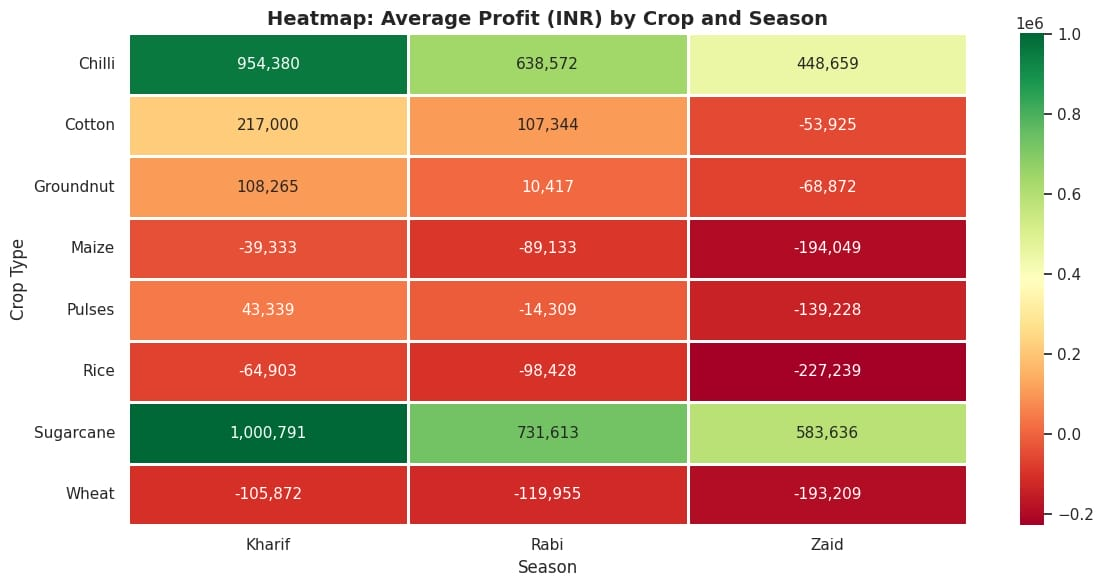 Heatmap: Average Profit (INR) by Crop and Season
1e6
Crop Type
Chilli 954,380 638,572 448,659
Cotton 217,000 107,344 -53,925
Groundnut 108,265 10,417 -68,872
Maize -39,333 -89,133 -194,049
Pulses 43,339 -14,309 -139,228
Rice -64,903 -98,428 -227,239
Sugarcane 1,000,791 731,613 583,636
Wheat -105,872 -119,955 -193,209
Kharif Rabi Zaid
Season
1.0
0.8
0.6
0.4
0.2
0.0
−0.2